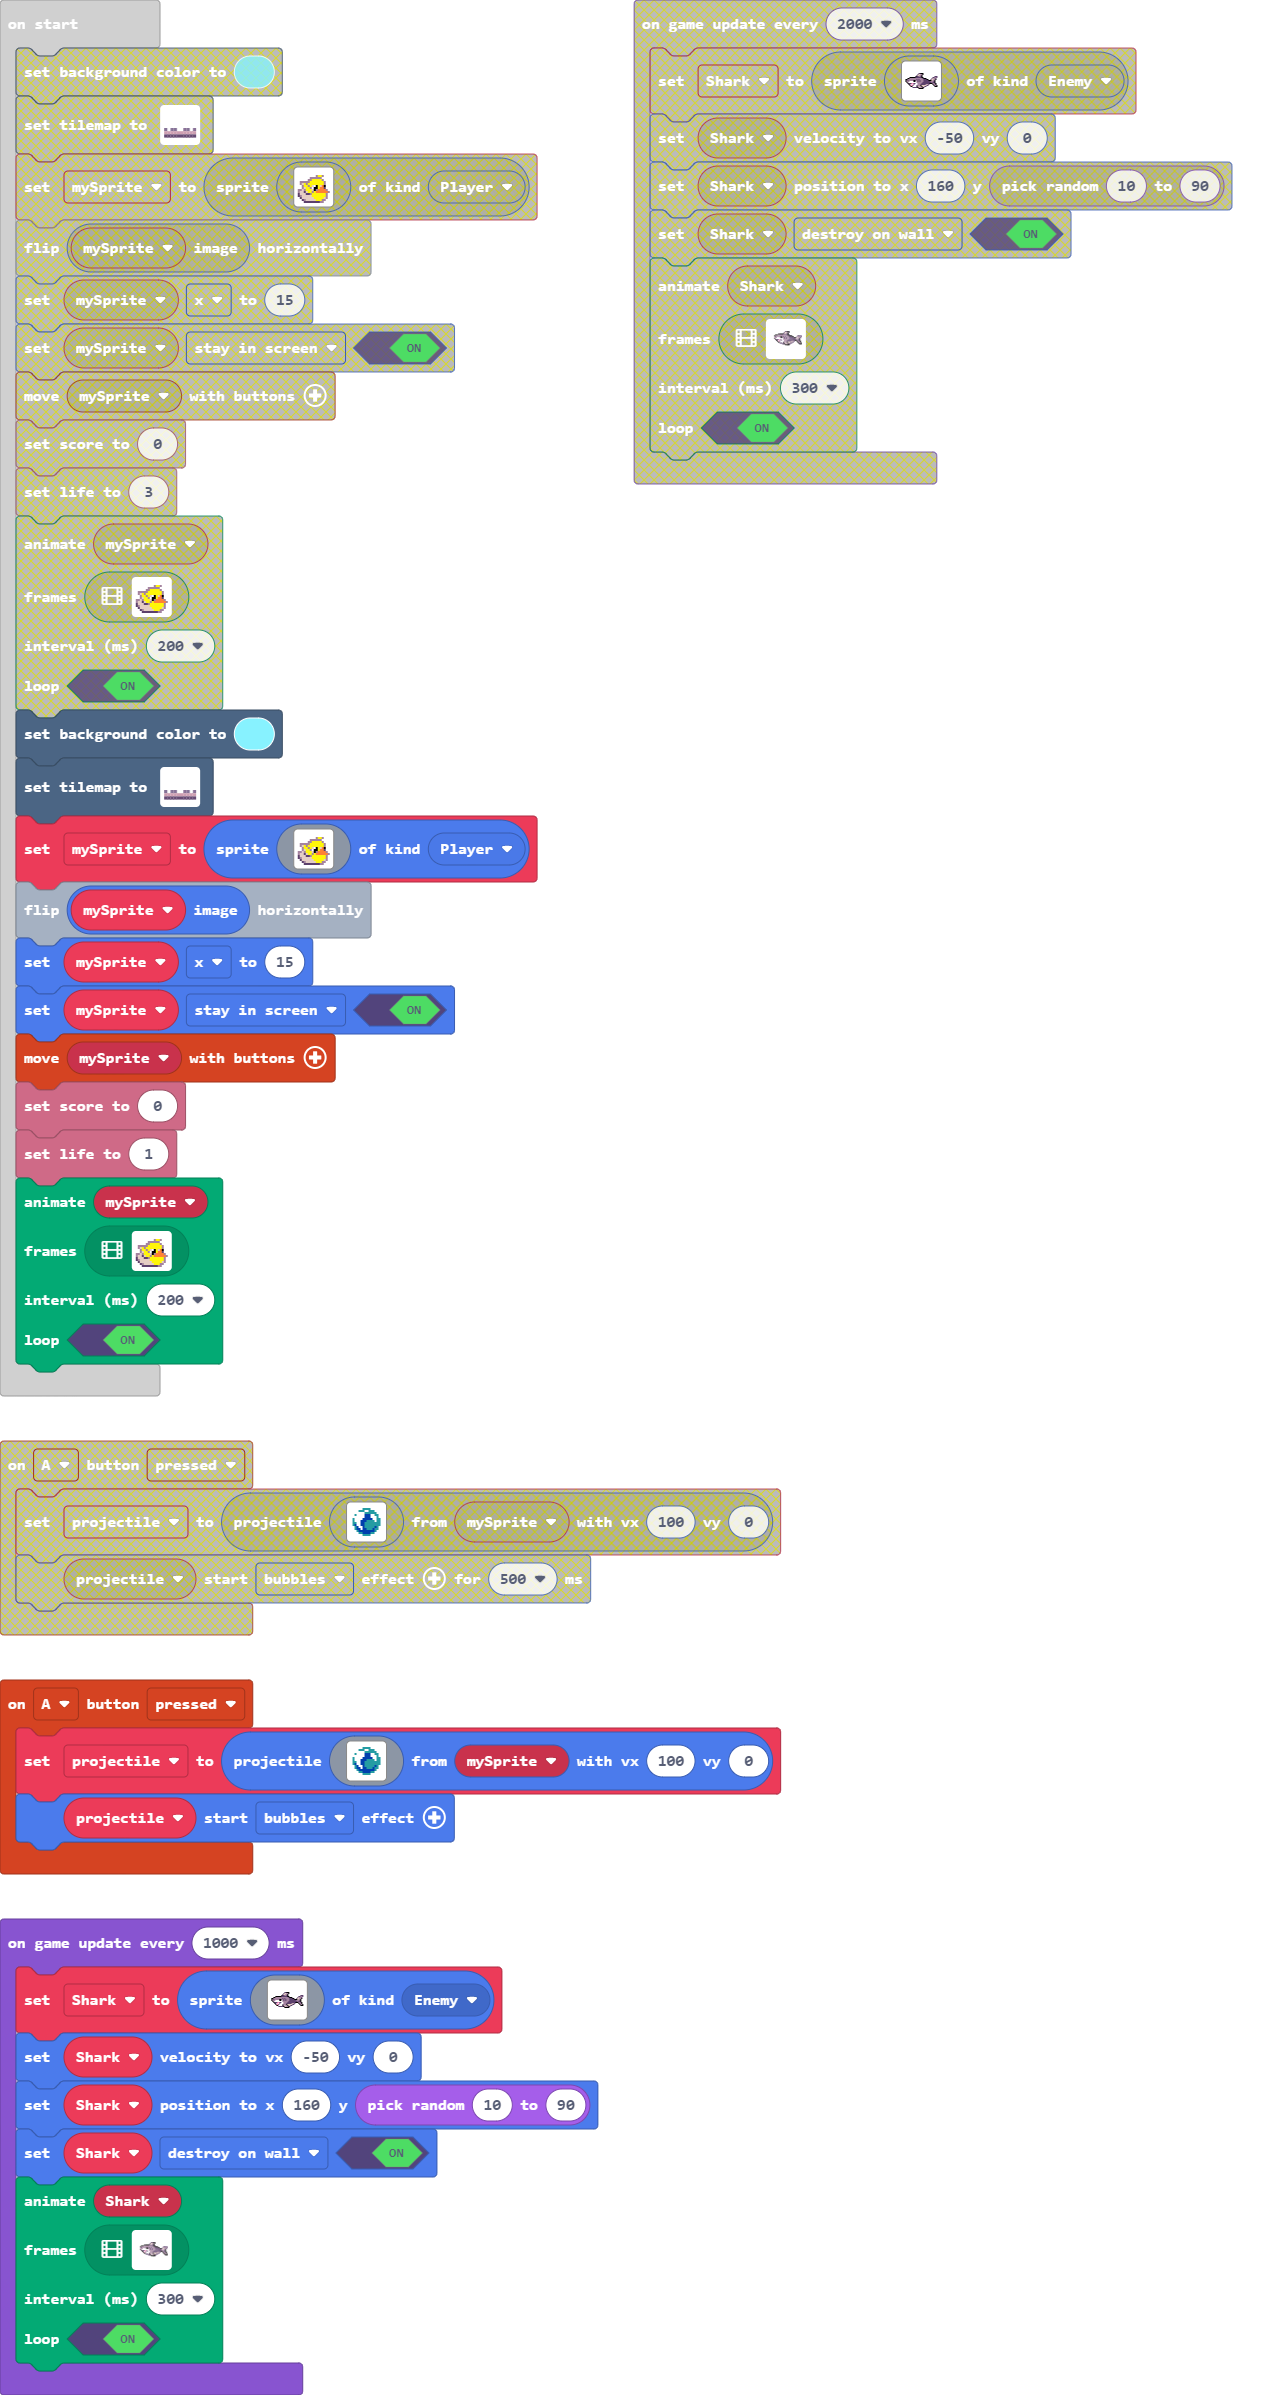 on start
set background color to
set tilemap to
set mySprite to sprite of kind Player
flip mySprite image horizontally
set mySprite x to 15
set mySprite stay in screen ON
move mySprite with buttons
set score to 0
set life to 3
animate mySprite
frames
interval (ms) 200
loop ON
set background color to
set tilemap to
set mySprite to sprite of kind Player
flip mySprite image horizontally
set mySprite x to 15
set mySprite stay in screen ON
move mySprite with buttons
set score to 0
set life to 1
animate mySprite
frames
interval (ms) 200
loop ON
on A button pressed
set projectile to projectile from mySprite with vx 100 vy 0
projectile start bubbles effect for 500 ms
on A button pressed
set projectile to projectile from mySprite with vx 100 vy 0
projectile start bubbles effect
on game update every 1000 ms
set Shark to sprite of kind Enemy
set Shark velocity to vx -50 vy 0
set Shark position to x 160 y pick random 10 to 90
set Shark destroy on wall ON
animate Shark
frames
interval (ms) 300
loop ON
on game update every 2000 ms
set Shark to sprite of kind Enemy
set Shark velocity to vx -50 vy 0
set Shark position to x 160 y pick random 10 to 90
set Shark destroy on wall ON
animate Shark
frames
interval (ms) 300
loop ON